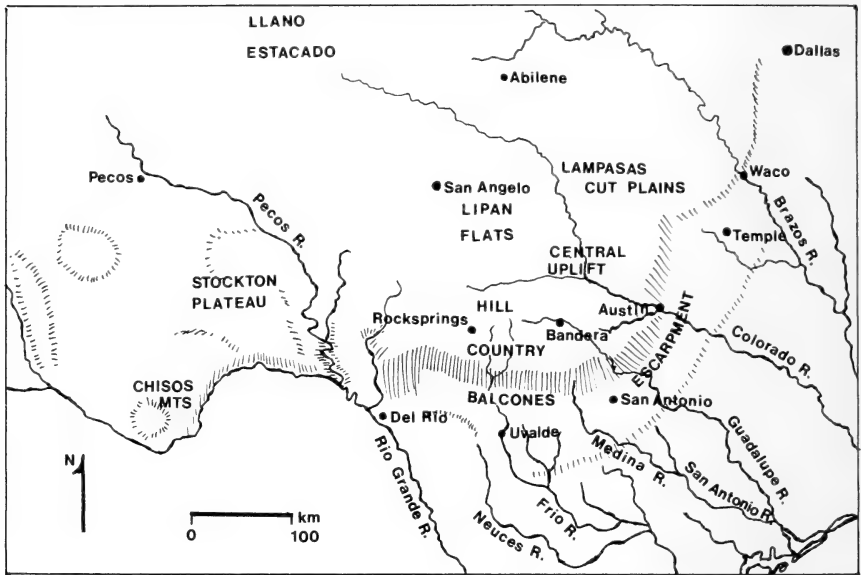 LLANO
ESTACADO
Dallas
Abilene
LAMPASAS
CUT PLAINS
Waco
Pecos
San Angelo
Pecos R.
LIPAN
FLATS
Brazos R.
Temple
CENTRAL
UPLIFT
STOCKTON
PLATEAU
HILL
Austin
Rocksprings
Bandera
COUNTRY
ESCARPMENT
Colorado R.
CHISOS
MTS
BALCONES
San Antonio
Del Rio
Uvalde
Guadalupe R.
Medina R.
Rio Grande R.
San Antonio R.
N
Frio R.
Neuces R.
km
0 100